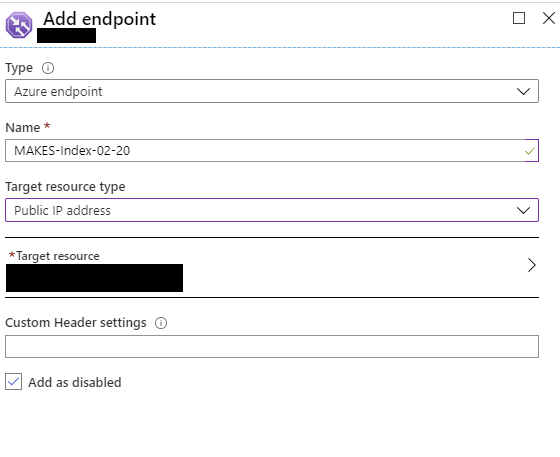 Add endpoint
Type
Azure endpoint
Name *
MAKES-Index-02-20
Target resource type
Public IP address
*Target resource
Custom Header settings
Add as disabled